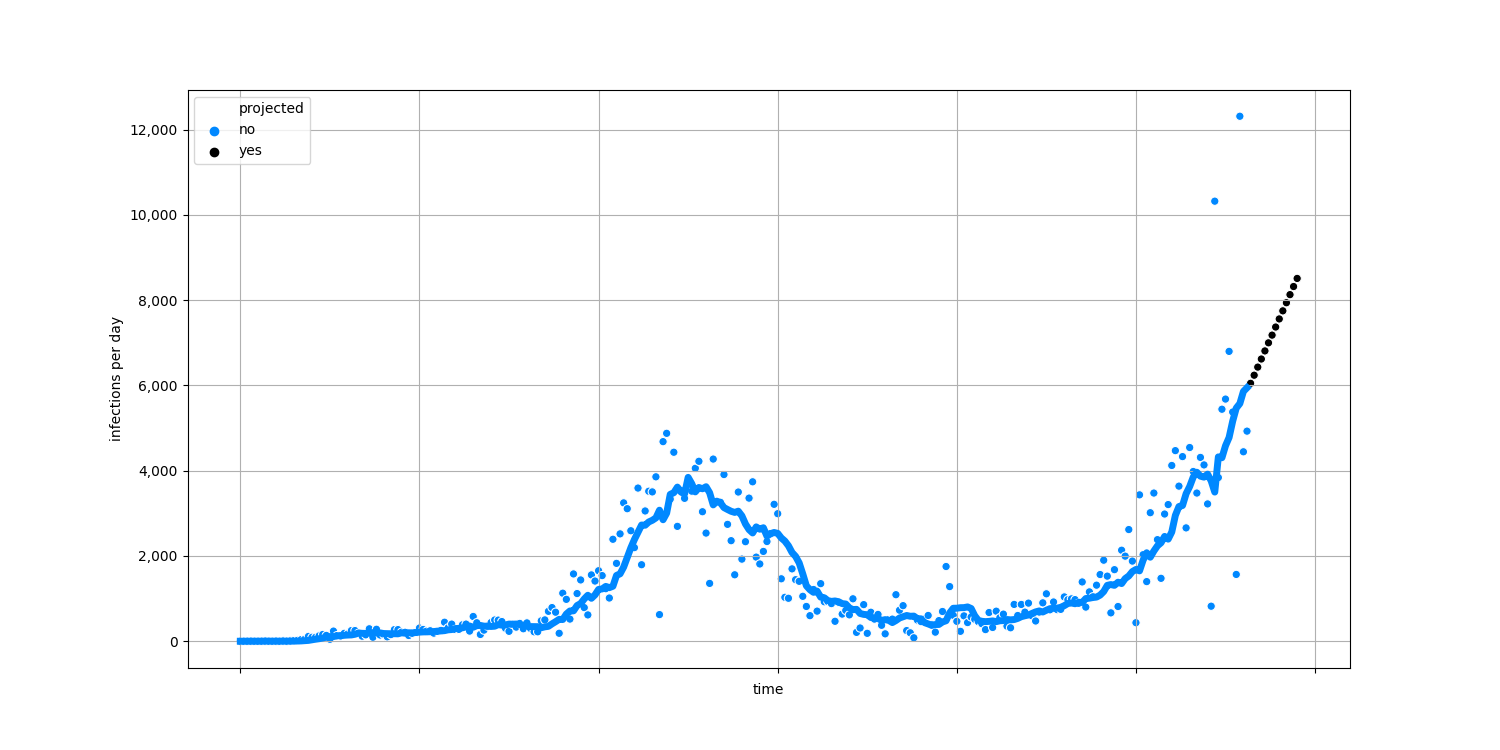 projected
no
yes
12,000
10,000
8,000
6,000
4,000
2,000
0
infections per day
time